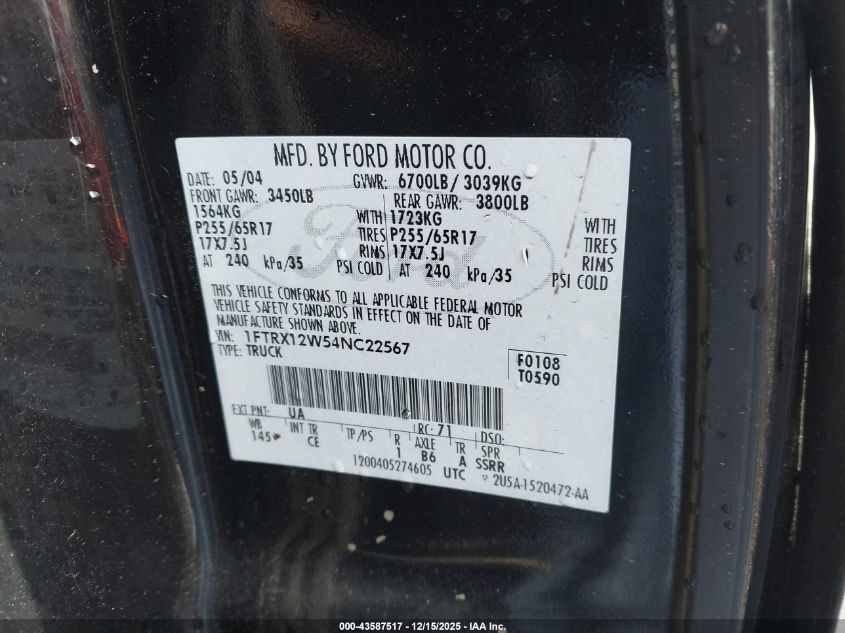 MFD. BY FORD MOTOR CO.
DATE: 05/04 GVWR: 6700LB/ 3039KG
FRONT GAWR: 3450LB REAR GAWR: 3800LB
1564KG WITH 1723KG WITH
P255/65R17 TIRES P255/65R17 TIRES
17X7.5J RIMS 17X7.5J RIMS
AT 240 kPa/35 PSI COLD AT 240 kPa/35 PSI COLD
Ford
THIS VEHICLE CONFORMS TO ALL APPLICABLE FEDERAL MOTOR
VEHICLE SAFETY STANDARDS IN EFFECT ON THE DATE OF
MANUFACTURE SHOWN ABOVE.
VIN: 1FTRX12W54NC22567
TYPE: TRUCK
F0108
T0590
EXT PNT: UA RC: 71 DSO:
WB INT TR TP/PS R AXLE TR SPR
145 CE 1 B6 A SSRR
1200405274605 UTC 2U5A-1520472-AA
000-43587517 - 12/15/2025 - IAA Inc.